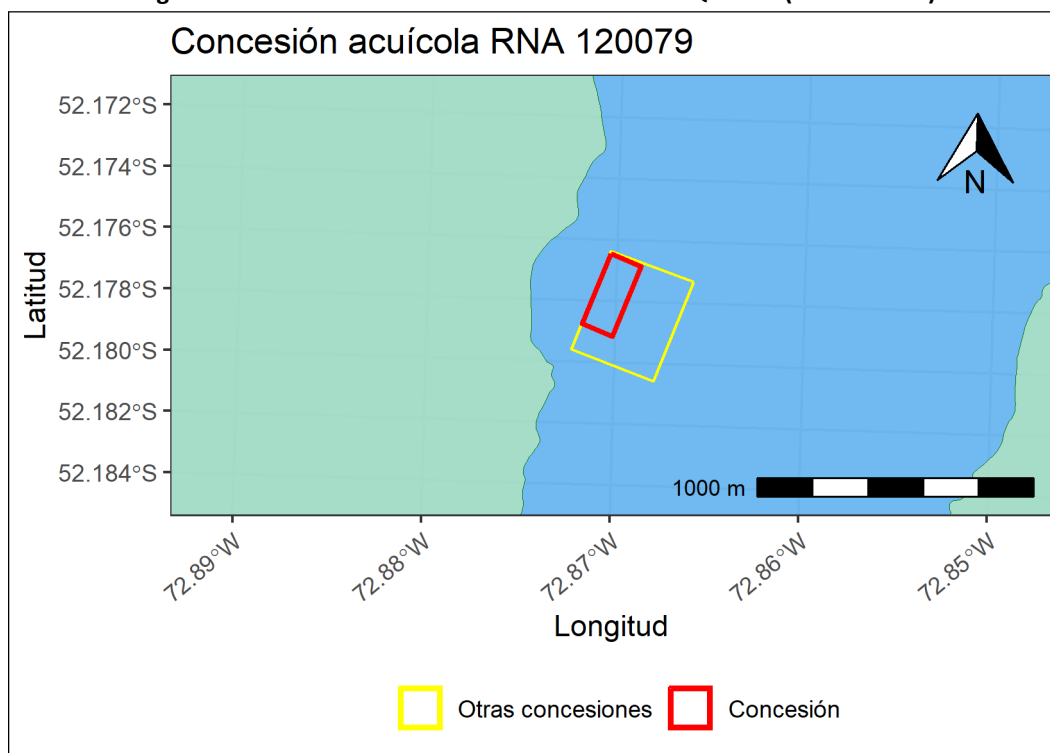 Concesión acuícola RNA 120079
52.172°S
52.174°S
52.176°S
52.178°S
52.180°S
52.182°S
52.184°S
Latitud
N
1000 m
72.89°W
72.88°W
72.87°W
72.86°W
72.85°W
Longitud
Otras concesiones
Concesión